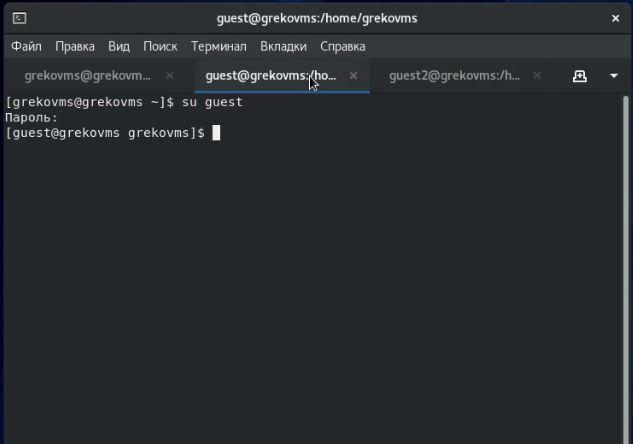 guest@grekovms:/home/grekovms
Файл Правка Вид Поиск Терминал Вкладки Справка
grekovms@grekovm... guest@grekovms:/ho... guest2@grekovms:/h...
[grekovms@grekovms ~]$ su guest
Пароль:
[guest@grekovms grekovms]$